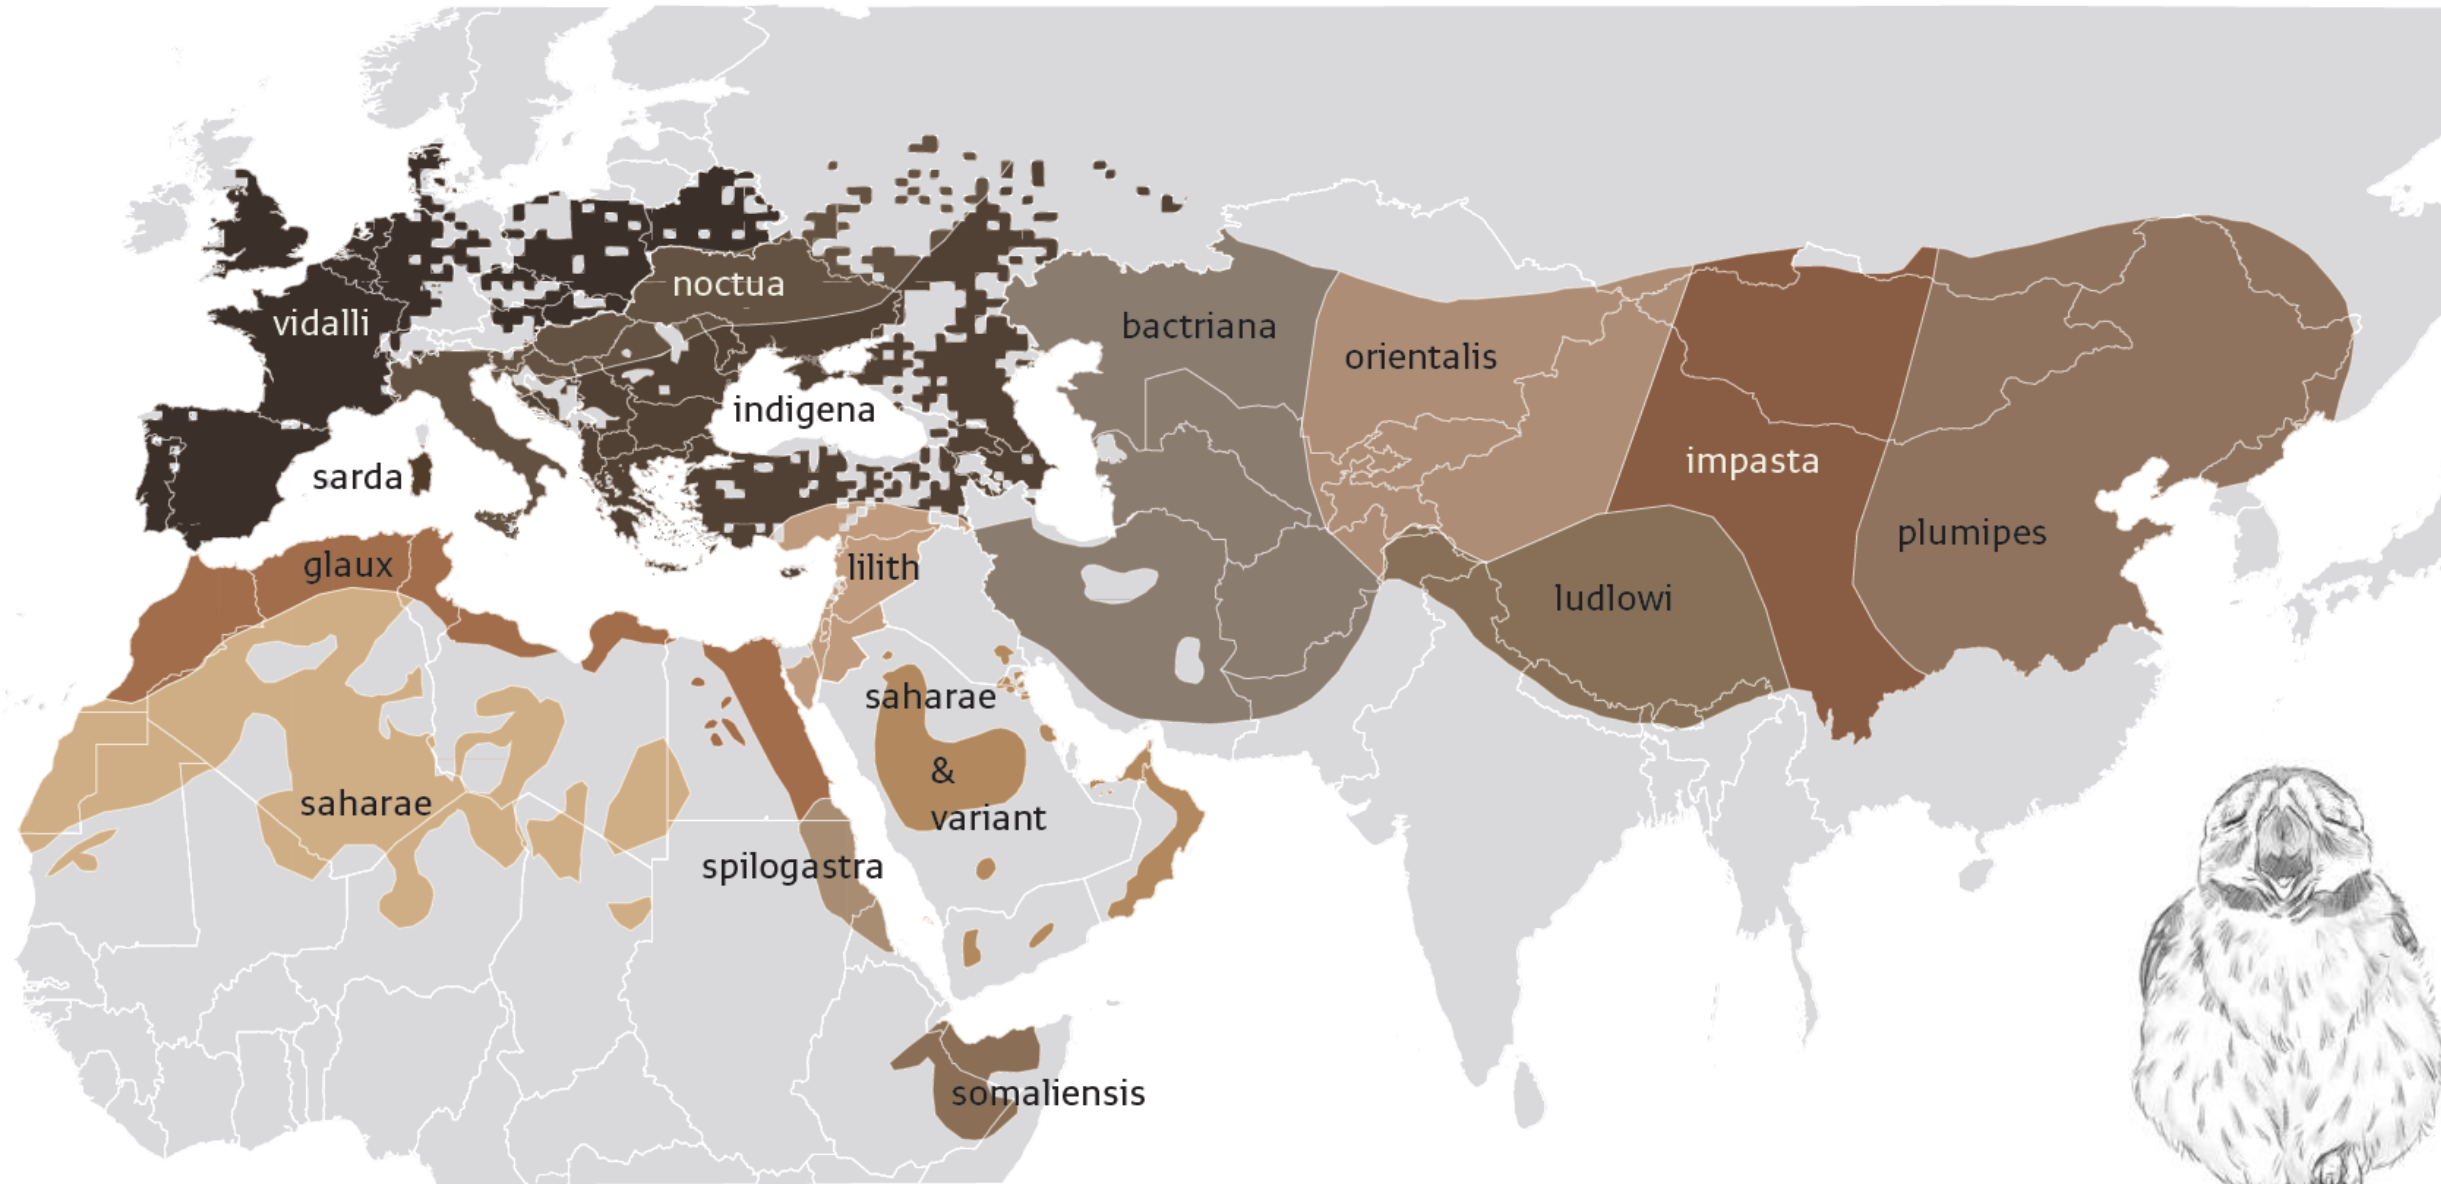 noctua
vidalli
bactriana
orientalis
indigena
sarda
impasta
plumipes
glaux
lilith
ludlowi
saharae
&
variant
saharae
spilogastra
somaliensis